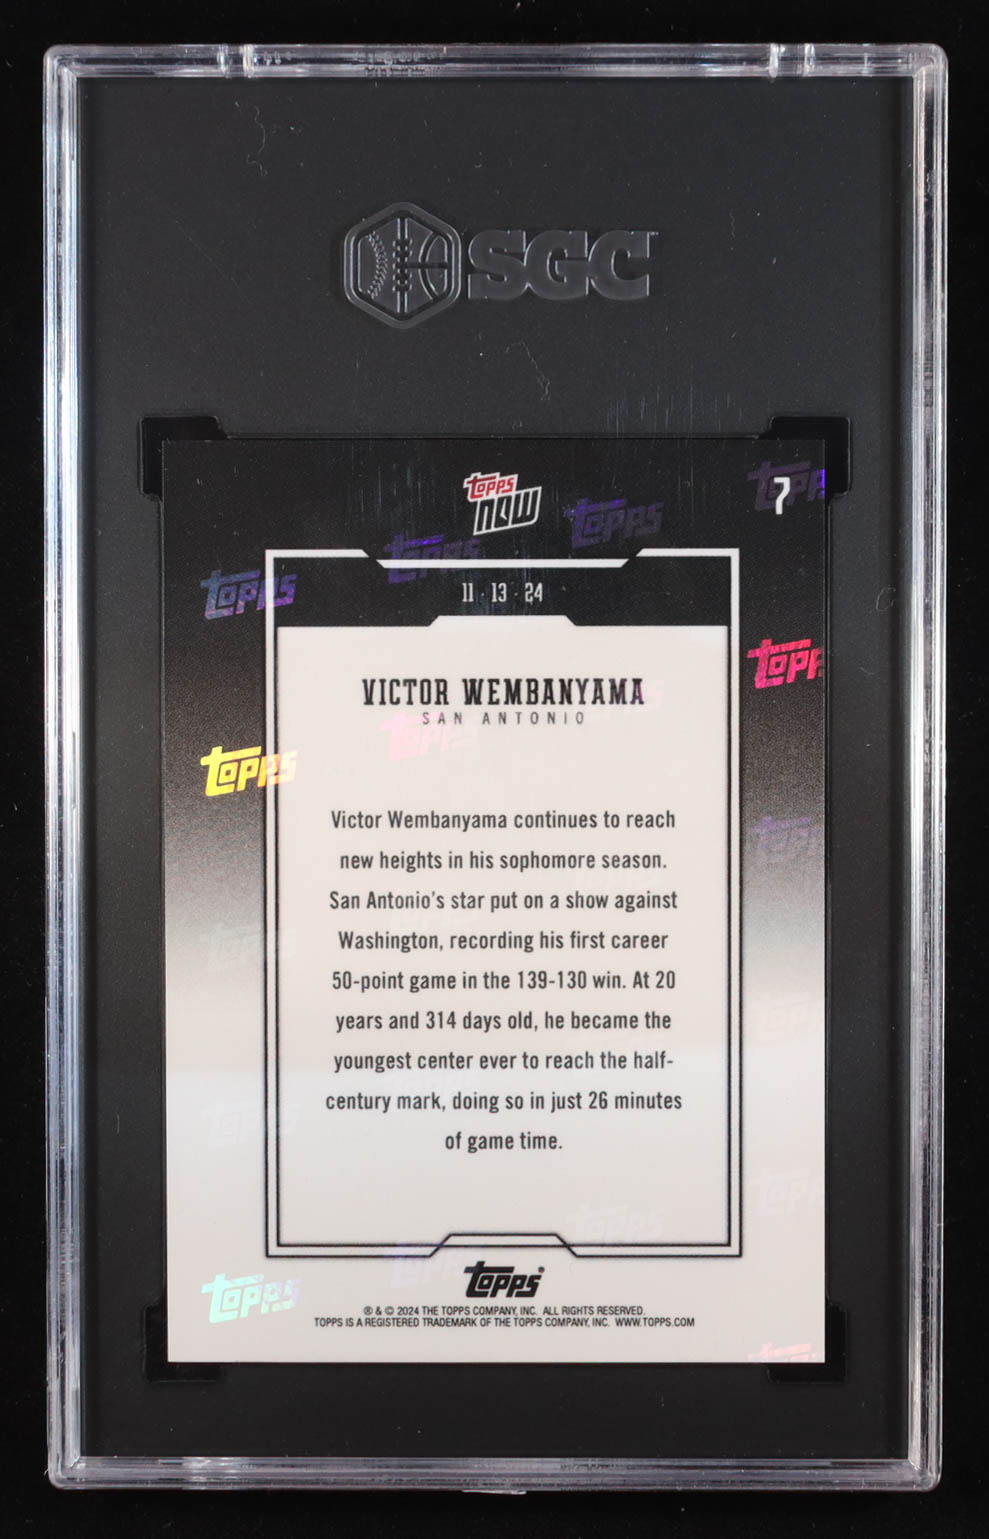 SGC
topps
now
7
11 · 13 · 24
VICTOR WEMBANYAMA
SAN ANTONIO
Victor Wembanyama continues to reach
new heights in his sophomore season.
San Antonio's star put on a show against
Washington, recording his first career
50-point game in the 139-130 win. At 20
years and 314 days old, he became the
youngest center ever to reach the half-
century mark, doing so in just 26 minutes
of game time.
topps®
® & © 2024 THE TOPPS COMPANY, INC. ALL RIGHTS RESERVED.
TOPPS IS A REGISTERED TRADEMARK OF THE TOPPS COMPANY, INC. WWW.TOPPS.COM